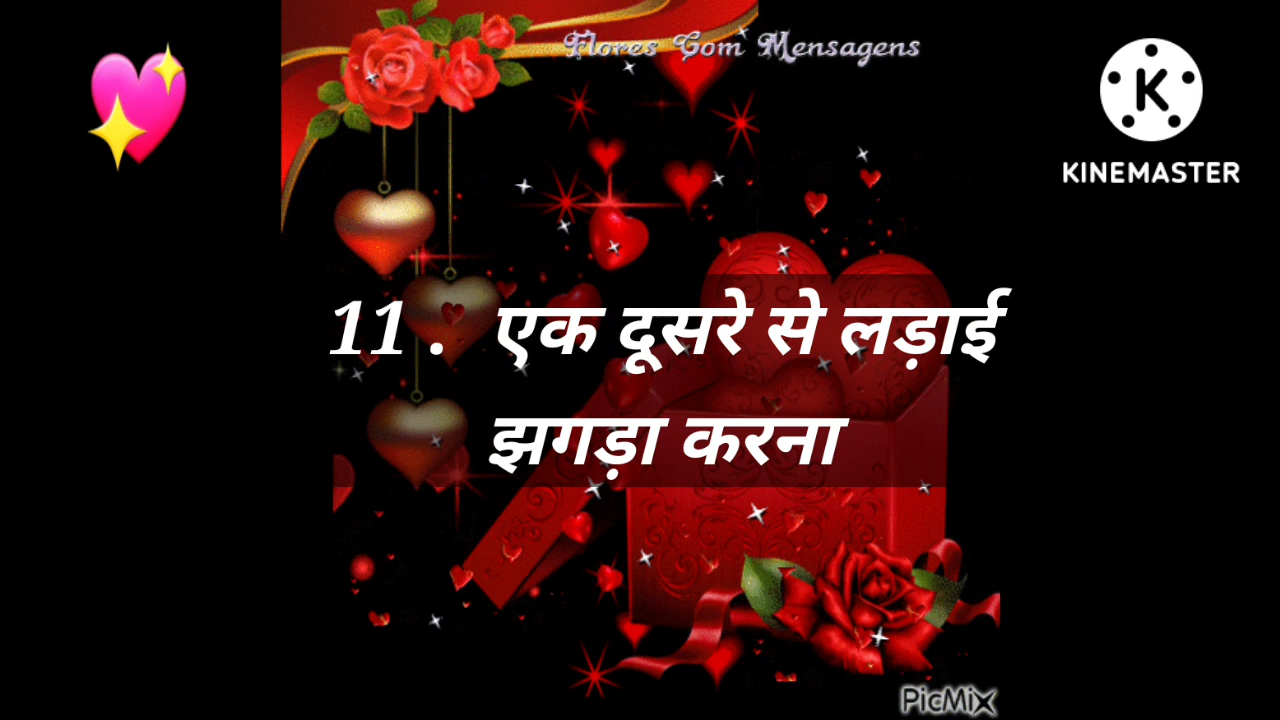 Flores Com Mensagens
K
KINEMASTER
11 . एक दूसरे से लड़ाई
झगड़ा करना
PicMix